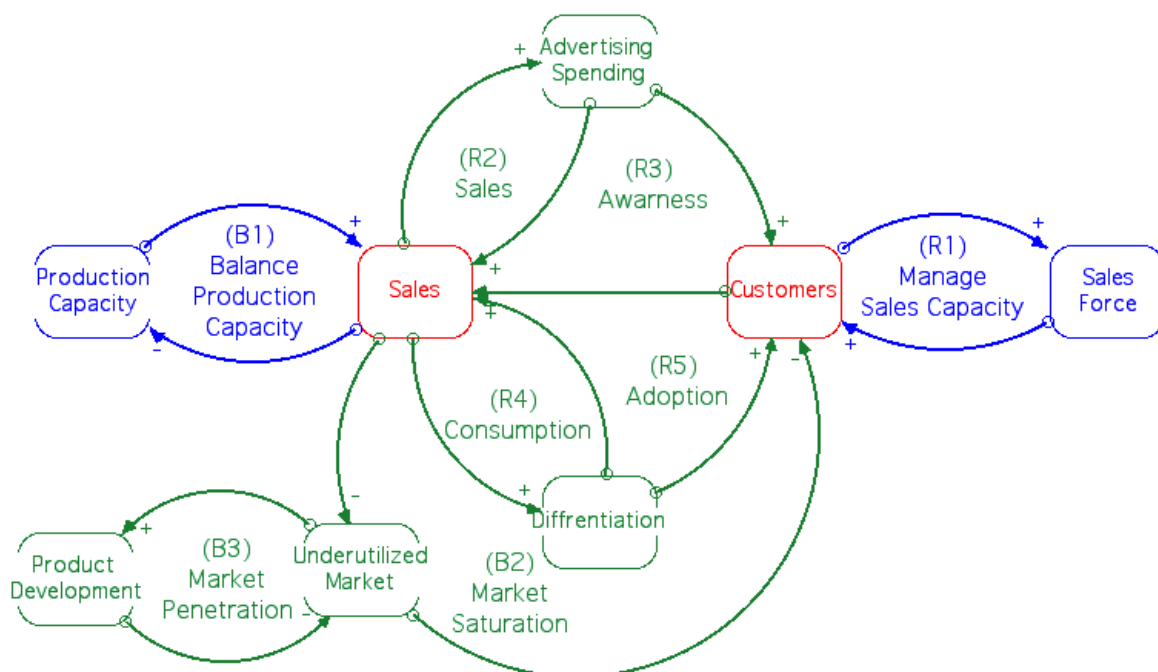 Advertising
Spending
+
(R2)
Sales
(R3)
Awarness
+
+
+
(B1)
Balance
Production
Capacity
Production
Capacity
-
Sales
+
+
Customers
(R1)
Manage
Sales Capacity
+
Sales
Force
+
(R4)
Consumption
(R5)
Adoption
+
-
+
Diffrentiation
-
+
Product
Development
(B3)
Market
Penetration
-
Underutilized
Market
(B2)
Market
Saturation